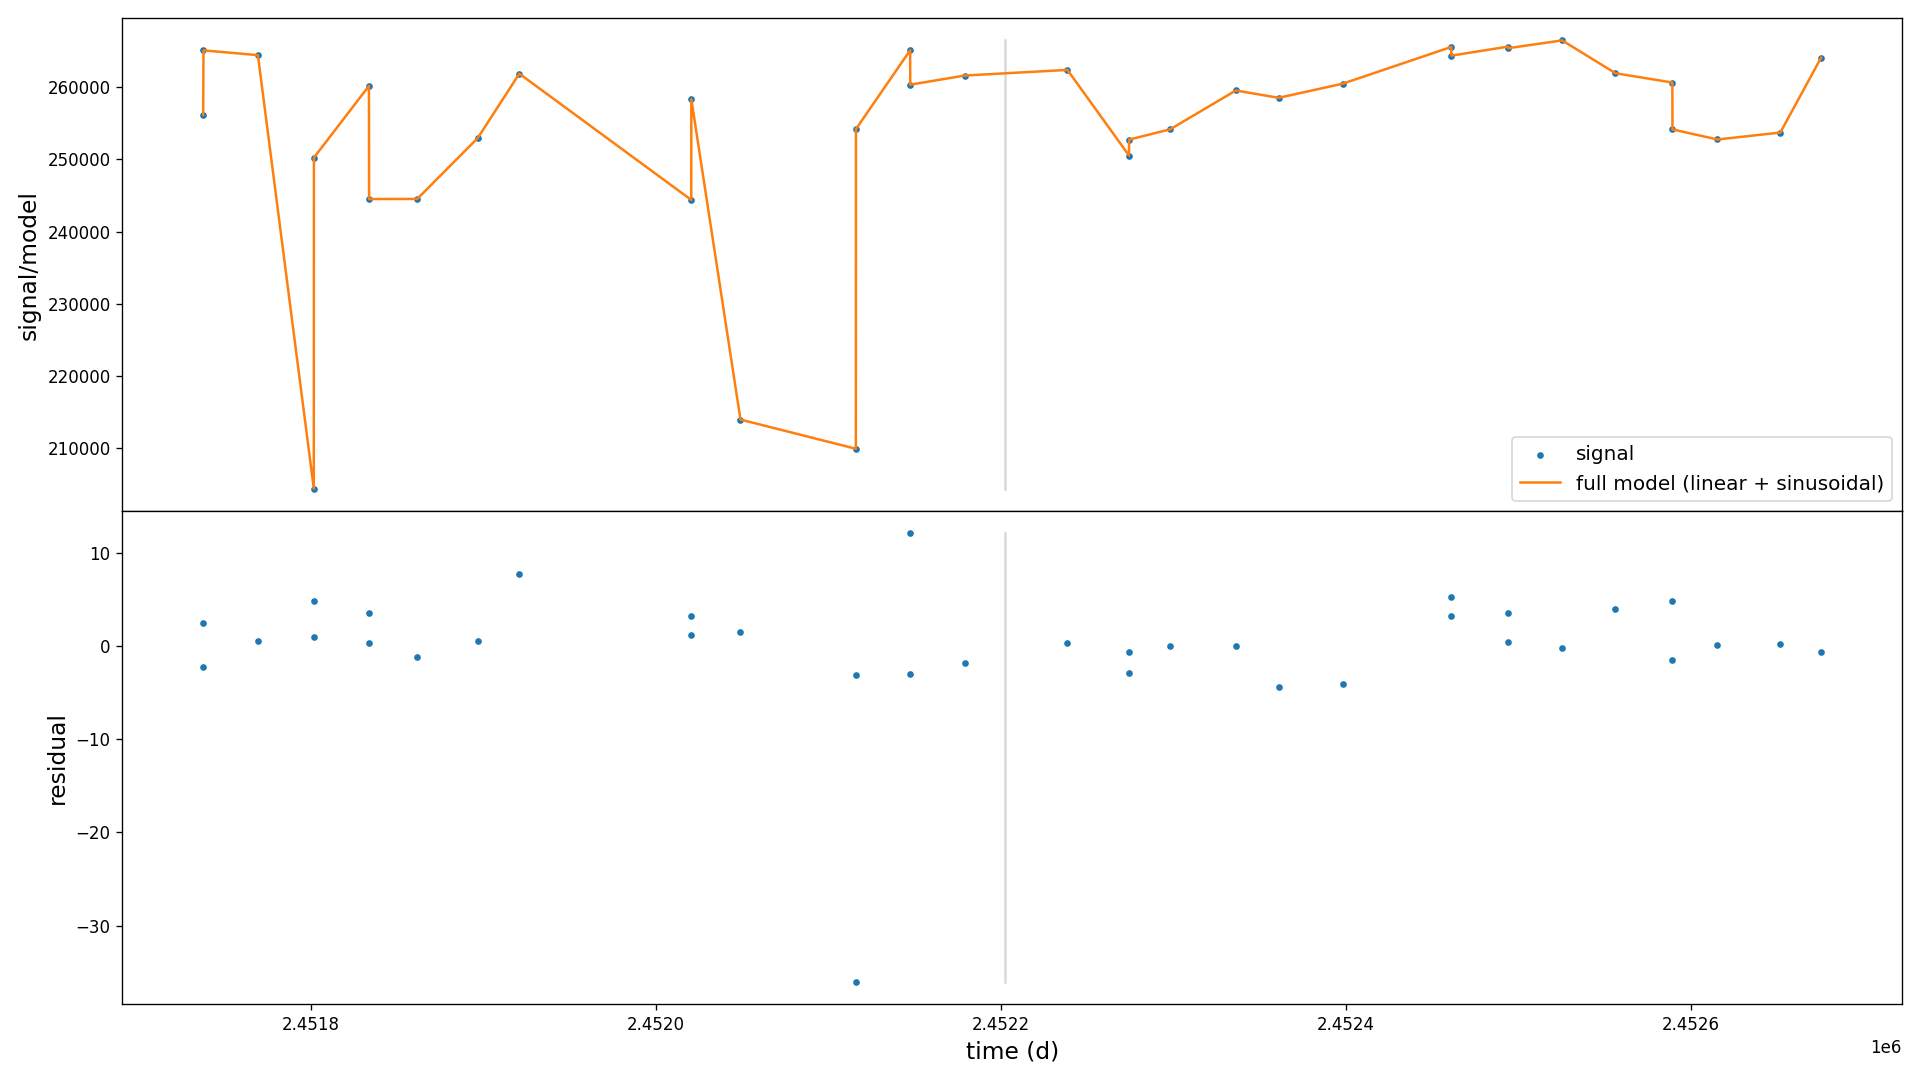 signal/model
260000
250000
240000
230000
220000
210000
signal
full model (linear + sinusoidal)
residual
10
0
−10
−20
−30
2.4518
2.4520
2.4522
2.4524
2.4526
time (d)
1e6